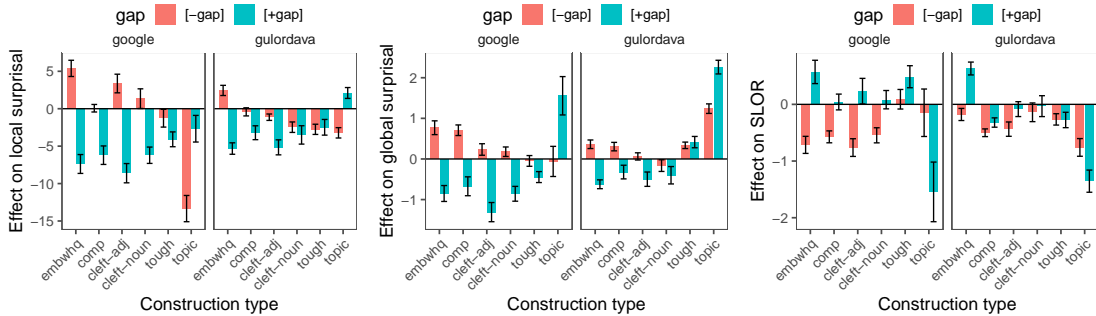 gap [−gap] [+gap]
google gulordava
Effect on local surprisal
5
0
−5
−10
−15
embwhq comp cleft−adj cleft−noun tough topic embwhq comp cleft−adj cleft−noun tough topic
Construction type
gap [−gap] [+gap]
google gulordava
Effect on global surprisal
2
1
0
−1
embwhq comp cleft−adj cleft−noun tough topic embwhq comp cleft−adj cleft−noun tough topic
Construction type
gap [−gap] [+gap]
google gulordava
Effect on SLOR
0
−1
−2
embwhq comp cleft−adj cleft−noun tough topic embwhq comp cleft−adj cleft−noun tough topic
Construction type